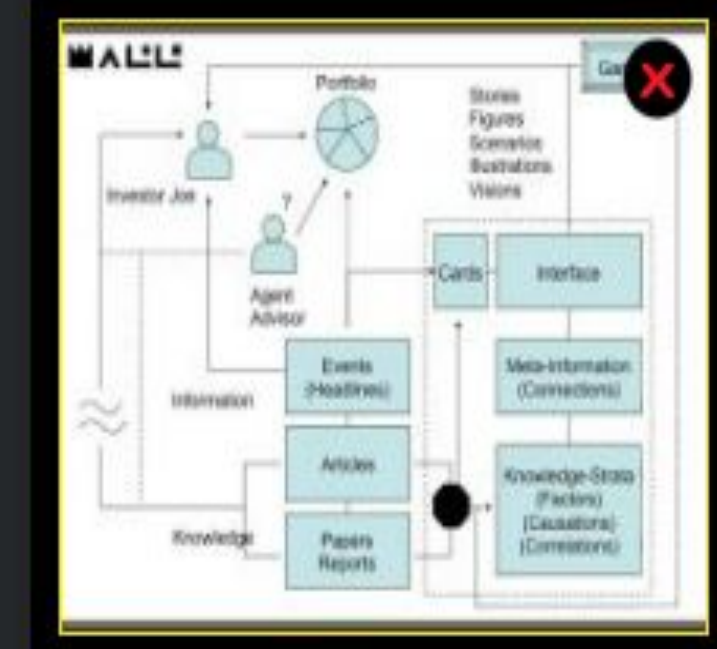 Portfolio
Stories
Figures
Scenarios
Illustrations
Visions
Investor Joe
?
Agent
Advisor
Cards
Interface
Events
(Headlines)
Meta-Information
(Connections)
Information
Articles
Knowledge-Strata
(Factors)
(Causations)
(Correlations)
Knowledge
Papers
Reports